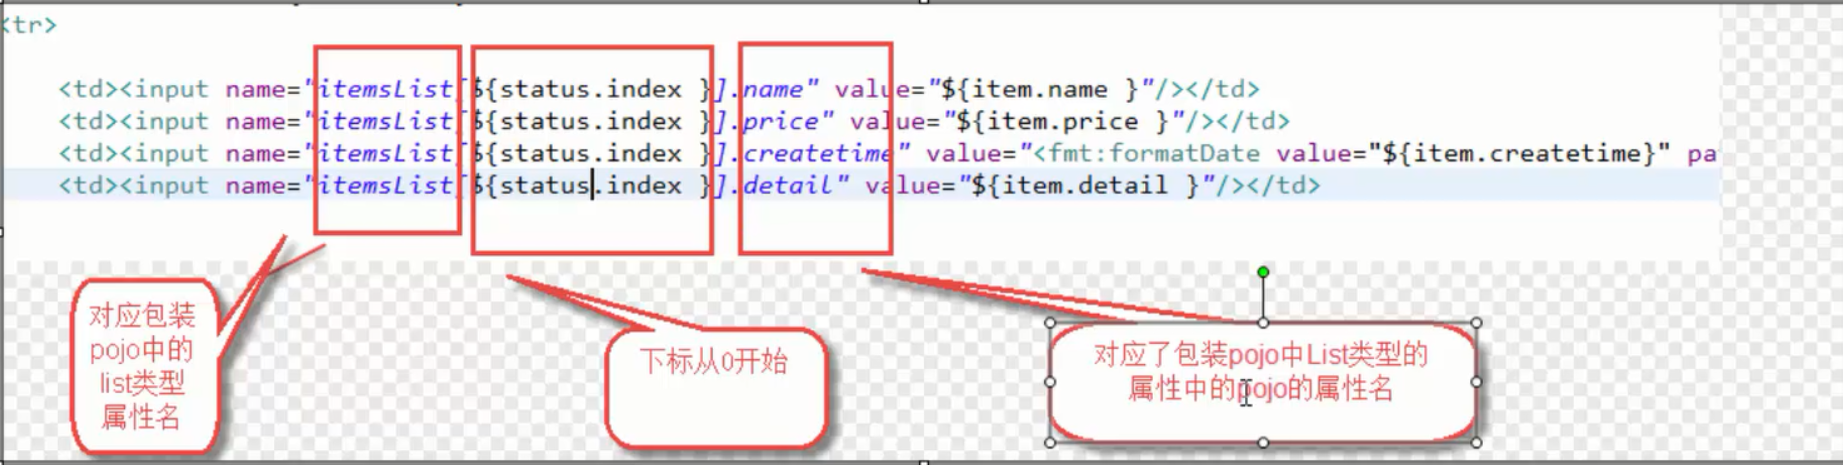 <tr>
<td><input name="itemsList[${status.index }].name" value="${item.name }"/></td>
<td><input name="itemsList[${status.index }].price" value="${item.price }"/></td>
<td><input name="itemsList[${status.index }].createtime" value="<fmt:formatDate value="${item.createtime}" pa
<td><input name="itemsList[${status.index }].detail" value="${item.detail }"/></td>
对应包装
pojo中的
list类型
属性名
下标从0开始
对应了包装pojo中List类型的
属性中的pojo的属性名